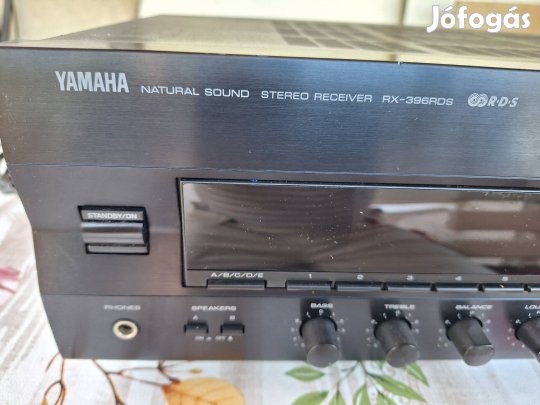 Jófogás
YAMAHA NATURAL SOUND STEREO RECEIVER RX-396RDS R·D·S
STANDBY/ON
A/B/C/D/E 1 2 3 4 5
PHONES SPEAKERS BASS TREBLE BALANCE LOU
A B